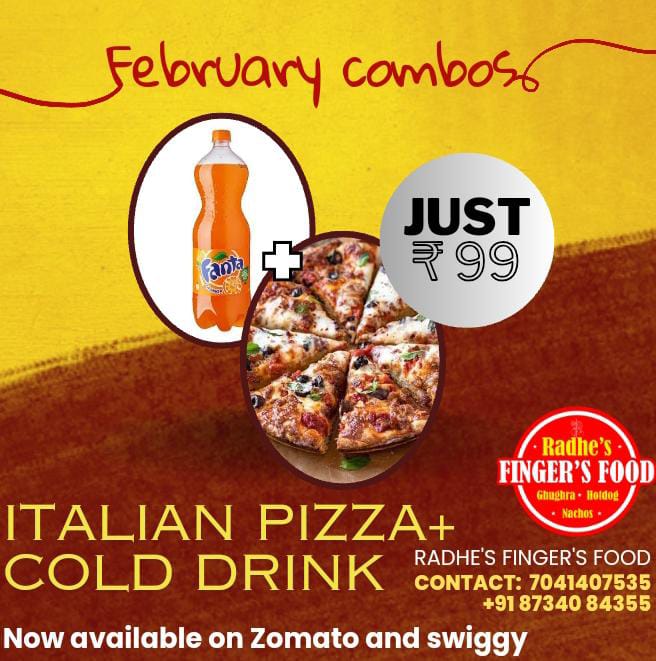 February combos
JUST
₹ 99
Fanta
ITALIAN PIZZA+
COLD DRINK
Radhe's
FINGER'S FOOD
Ghughra • Hotdog
• Nachos •
RADHE'S FINGER'S FOOD
CONTACT: 7041407535
+91 87340 84355
Now available on Zomato and swiggy